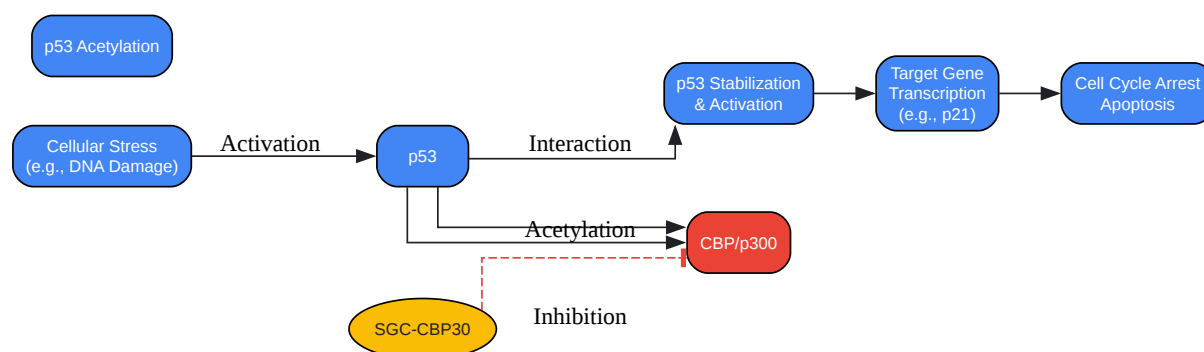 p53 Acetylation
Cellular Stress
(e.g., DNA Damage)
Activation
p53
Interaction
p53 Stabilization
& Activation
Target Gene
Transcription
(e.g., p21)
Cell Cycle Arrest
Apoptosis
Acetylation
CBP/p300
SGC-CBP30
Inhibition